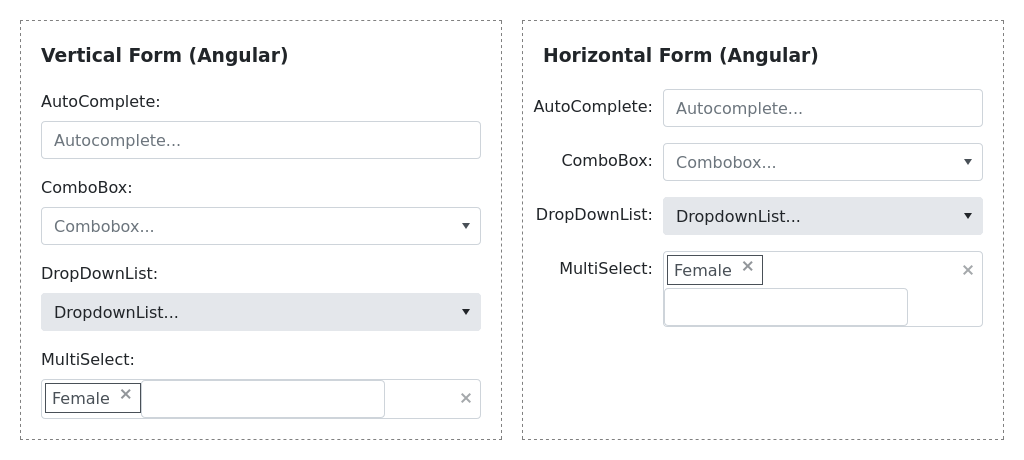 Vertical Form (Angular)
AutoComplete:
Autocomplete...
ComboBox:
Combobox...
DropDownList:
DropdownList...
MultiSelect:
Female ✕ ✕
Horizontal Form (Angular)
AutoComplete: Autocomplete...
ComboBox: Combobox...
DropDownList: DropdownList...
MultiSelect: Female ✕ ✕